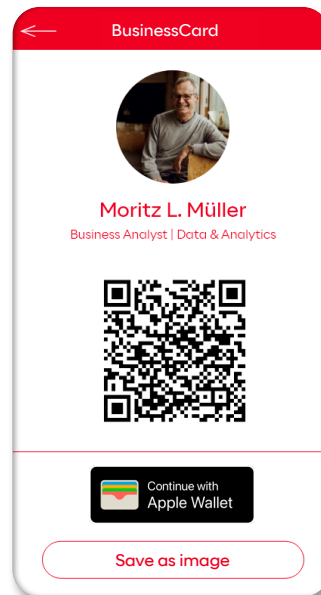 BusinessCard
Moritz L. Müller
Business Analyst | Data & Analytics
Continue with
Apple Wallet
Save as image